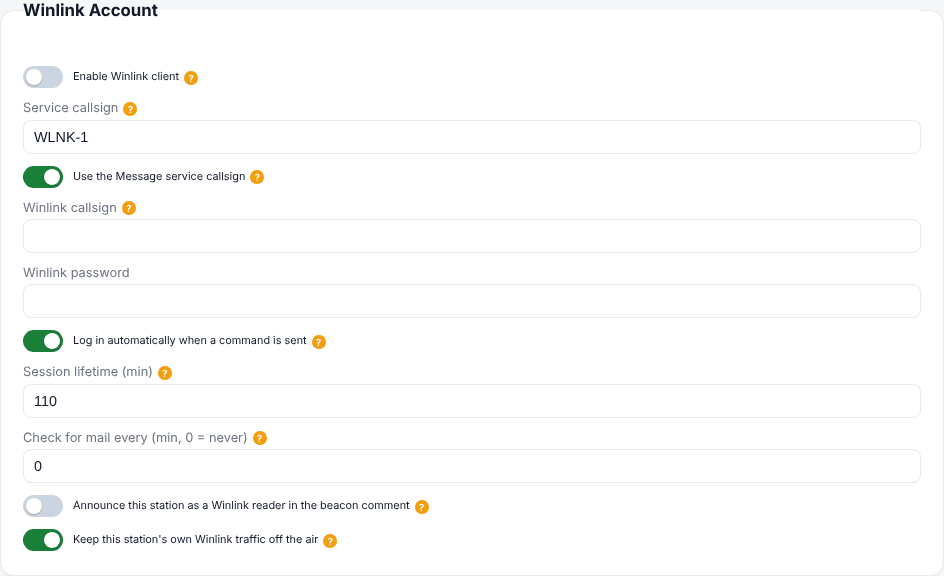 Winlink Account
Enable Winlink client ?
Service callsign ?
WLNK-1
Use the Message service callsign ?
Winlink callsign ?
Winlink password
Log in automatically when a command is sent ?
Session lifetime (min) ?
110
Check for mail every (min, 0 = never) ?
0
Announce this station as a Winlink reader in the beacon comment ?
Keep this station's own Winlink traffic off the air ?